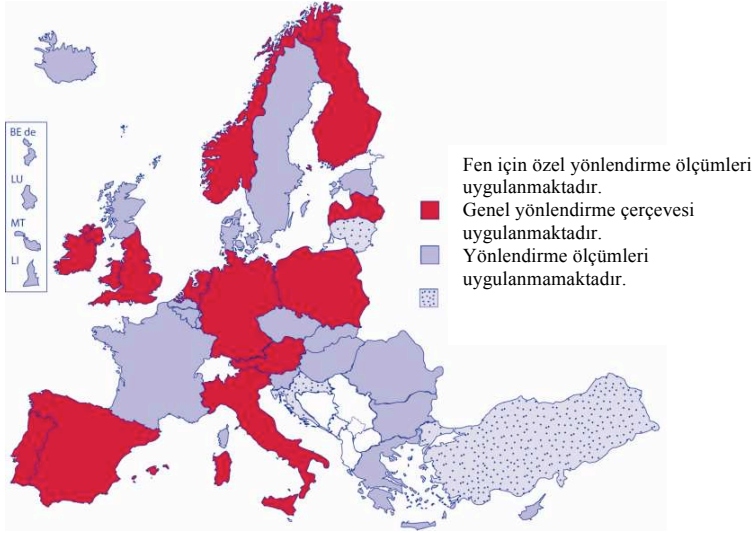 BE de
LU
MT
LI
Fen için özel yönlendirme ölçümleri
uygulanmaktadır.
Genel yönlendirme çerçevesi
uygulanmaktadır.
Yönlendirme ölçümleri
uygulanmamaktadır.